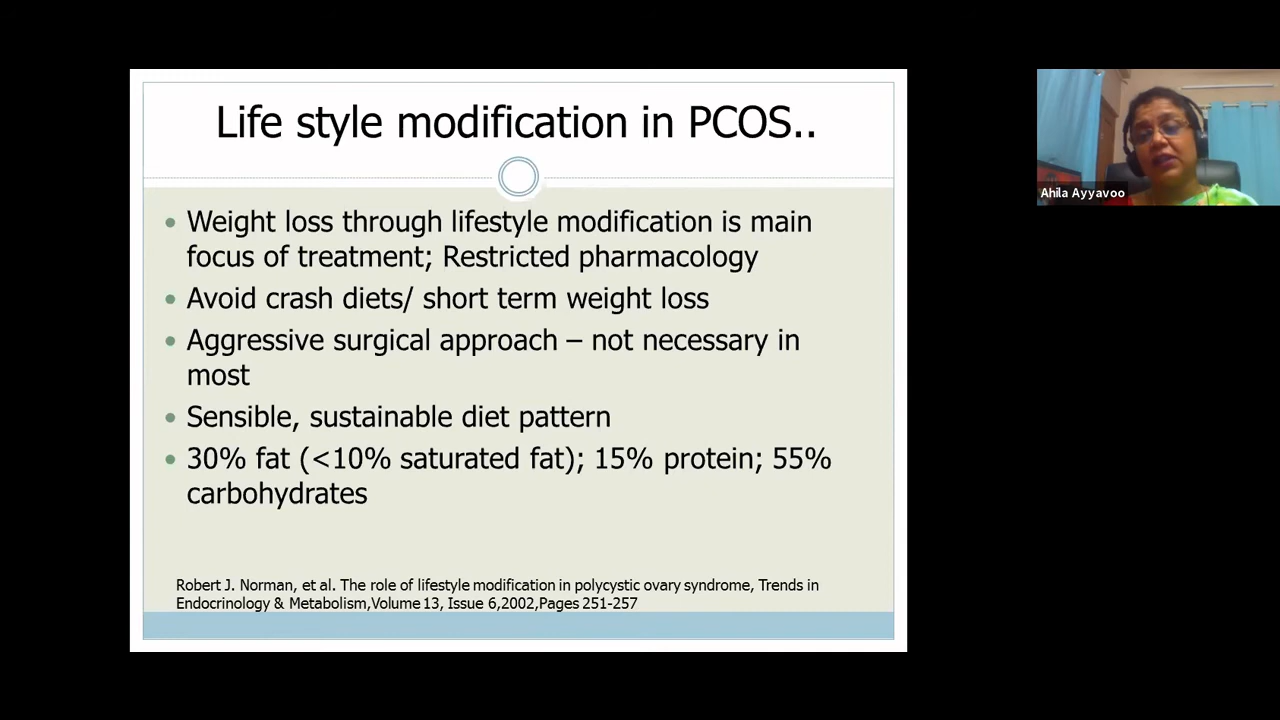 Life style modification in PCOS..
• Weight loss through lifestyle modification is main
focus of treatment; Restricted pharmacology
• Avoid crash diets/ short term weight loss
• Aggressive surgical approach – not necessary in
most
• Sensible, sustainable diet pattern
• 30% fat (<10% saturated fat); 15% protein; 55%
carbohydrates
Robert J. Norman, et al. The role of lifestyle modification in polycystic ovary syndrome, Trends in
Endocrinology & Metabolism,Volume 13, Issue 6,2002,Pages 251-257
Ahila Ayyavoo